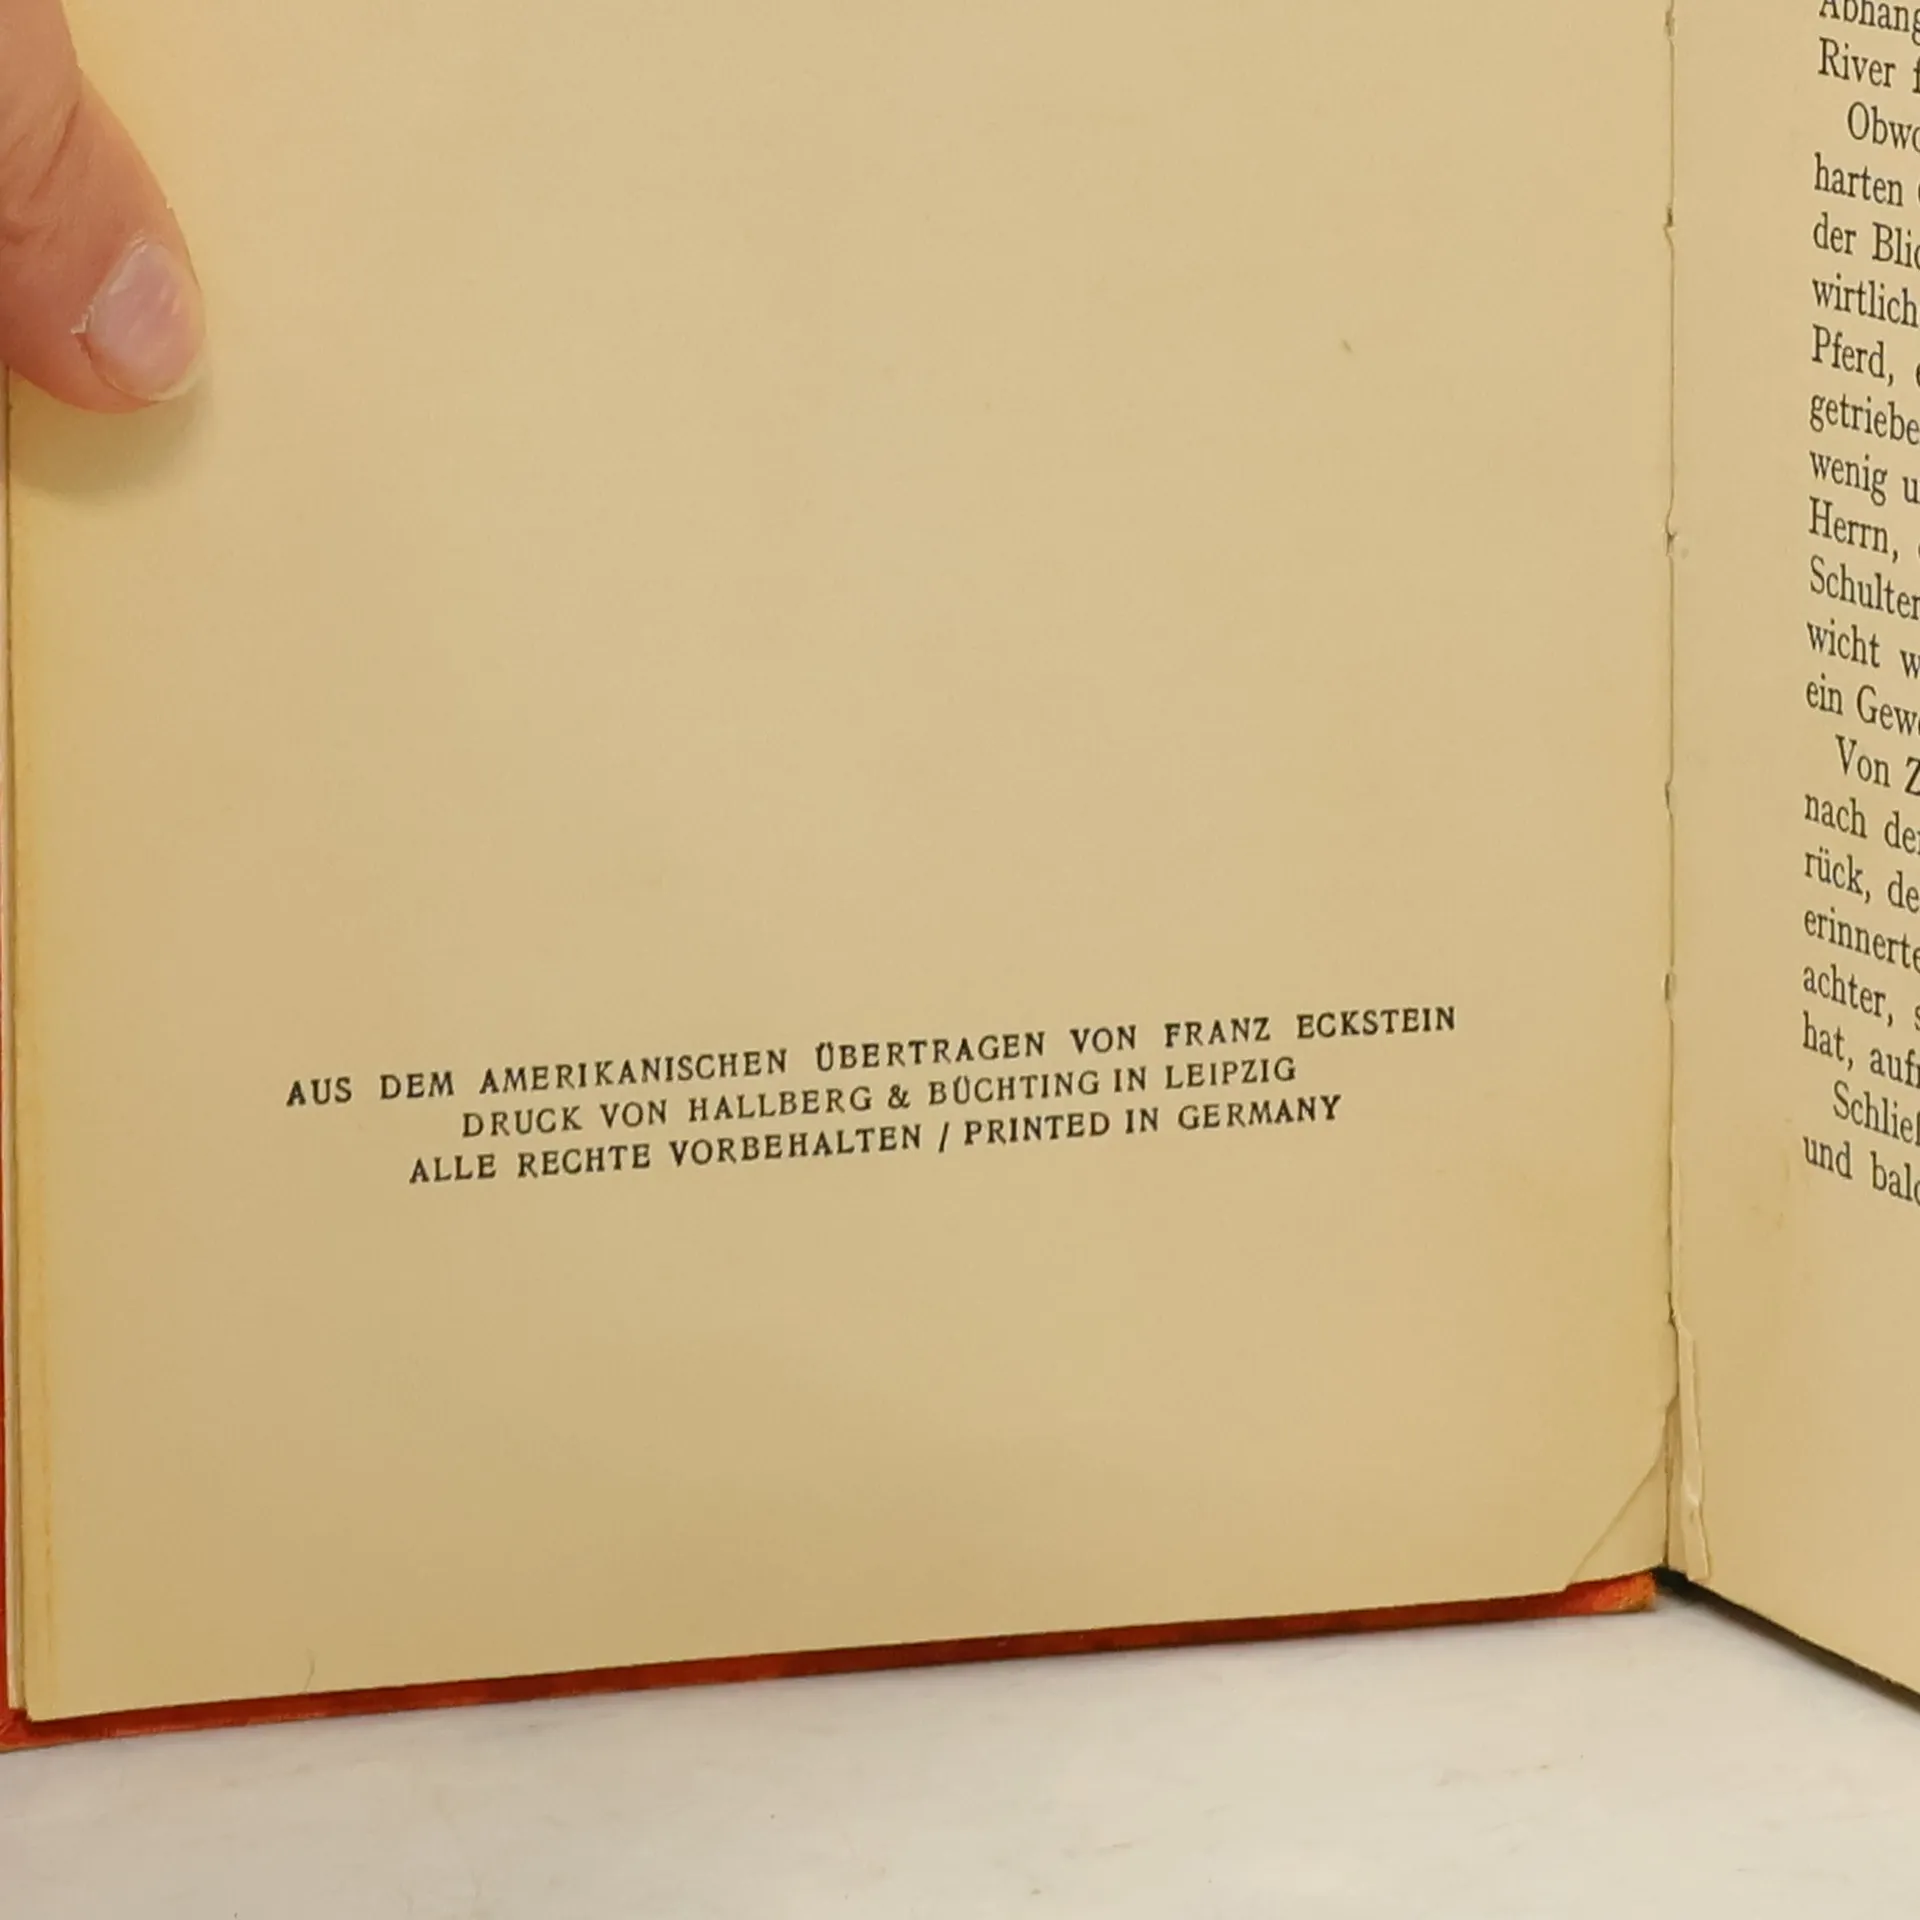 AUS DEM AMERIKANISCHEN ÜBERTRAGEN VON FRANZ ECKSTEIN
DRUCK VON HALLBERG & BÜCHTING IN LEIPZIG
ALLE RECHTE VORBEHALTEN / PRINTED IN GERMANY
River
harten
der
Pferd,
wenig
Herrn,
wicht
ein
Von
nach
rück,
achter,
hat,
und